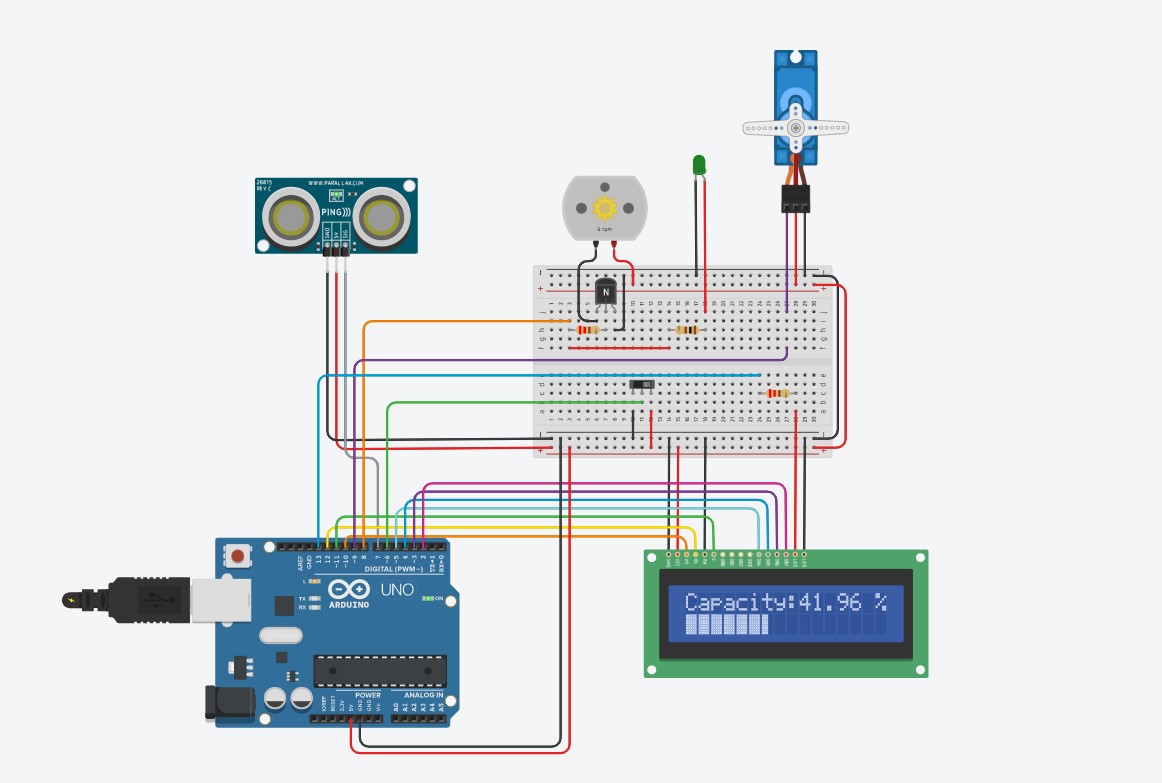 28015
REV C
WWW.PARALLAX.COM
PING)))
GND
5V
SIG
6 rpm
N
AREF
GND
13
12
~11
~10
~9
8
7
~6
~5
4
~3
2
TX→1
RX←0
DIGITAL (PWM~)
L
TX
RX
ARDUINO
UNO
ON
IOREF
RESET
3.3V
5V
GND
GND
Vin
POWER
ANALOG IN
A0
A1
A2
A3
A4
A5
Capacity:41.96 %